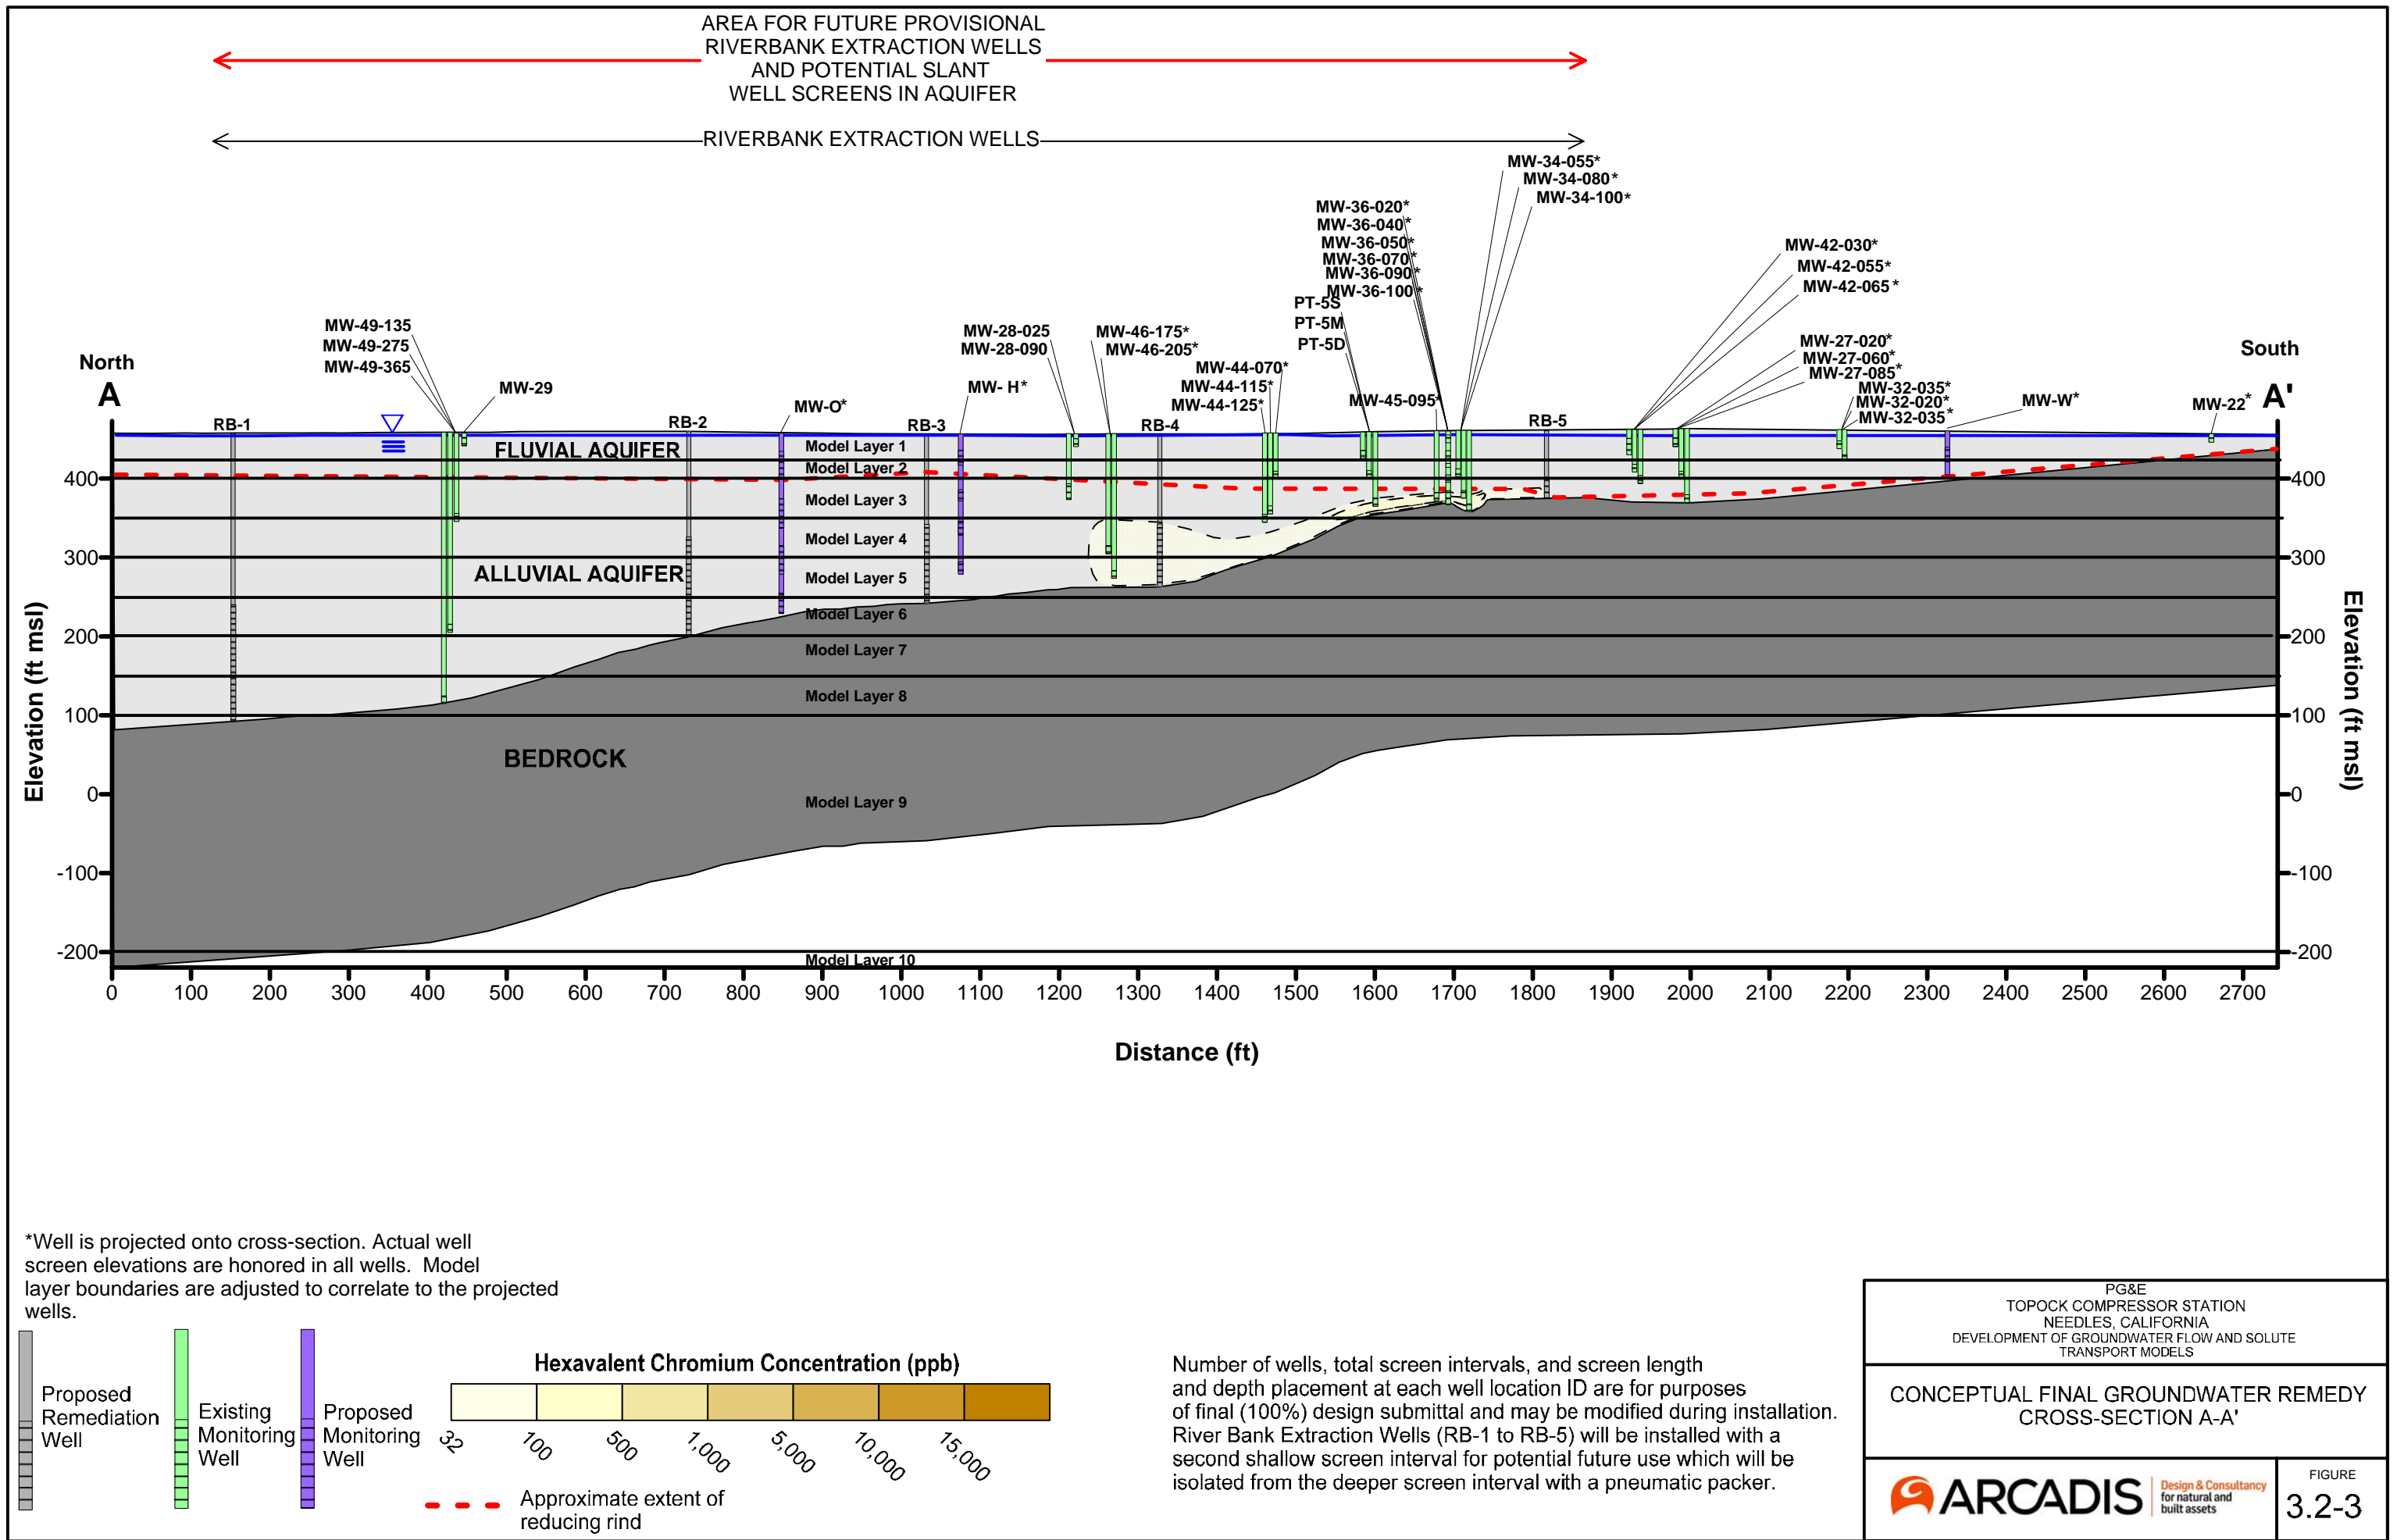 AREA FOR FUTURE PROVISIONAL
RIVERBANK EXTRACTION WELLS
AND POTENTIAL SLANT
WELL SCREENS IN AQUIFER
RIVERBANK EXTRACTION WELLS
MW-34-055*
MW-34-080*
MW-34-100*
MW-36-020*
MW-36-040*
MW-36-050*
MW-36-070*
MW-36-090*
MW-36-100*
PT-5S
PT-5M
PT-5D
MW-42-030*
MW-42-055*
MW-42-065*
MW-49-135
MW-49-275
MW-49-365
MW-29
MW-28-025
MW-28-090
MW-46-175*
MW-46-205*
MW-44-070*
MW-44-115*
MW-44-125*
MW-45-095*
MW-27-020*
MW-27-060*
MW-27-085*
MW-32-035*
MW-32-020*
MW-32-035*
MW-O*
MW- H*
MW-W*
MW-22*
North
A
South
A'
RB-1
RB-2
RB-3
RB-4
RB-5
FLUVIAL AQUIFER
ALLUVIAL AQUIFER
BEDROCK
Model Layer 1
Model Layer 2
Model Layer 3
Model Layer 4
Model Layer 5
Model Layer 6
Model Layer 7
Model Layer 8
Model Layer 9
Model Layer 10
Elevation (ft msl)
400
300
200
100
0
-100
-200
400
300
200
100
0
-100
-200
Elevation (ft msl)
0 100 200 300 400 500 600 700 800 900 1000 1100 1200 1300 1400 1500 1600 1700 1800 1900 2000 2100 2200 2300 2400 2500 2600 2700
Distance (ft)
*Well is projected onto cross-section. Actual well
screen elevations are honored in all wells. Model
layer boundaries are adjusted to correlate to the projected
wells.
Proposed
Remediation
Well
Existing
Monitoring
Well
Proposed
Monitoring
Well
Hexavalent Chromium Concentration (ppb)
32 100 500 1,000 5,000 10,000 15,000
Approximate extent of
reducing rind
Number of wells, total screen intervals, and screen length
and depth placement at each well location ID are for purposes
of final (100%) design submittal and may be modified during installation.
River Bank Extraction Wells (RB-1 to RB-5) will be installed with a
second shallow screen interval for potential future use which will be
isolated from the deeper screen interval with a pneumatic packer.
PG&E
TOPOCK COMPRESSOR STATION
NEEDLES, CALIFORNIA
DEVELOPMENT OF GROUNDWATER FLOW AND SOLUTE
TRANSPORT MODELS
CONCEPTUAL FINAL GROUNDWATER REMEDY
CROSS-SECTION A-A'
ARCADIS
Design & Consultancy
for natural and
built assets
FIGURE
3.2-3